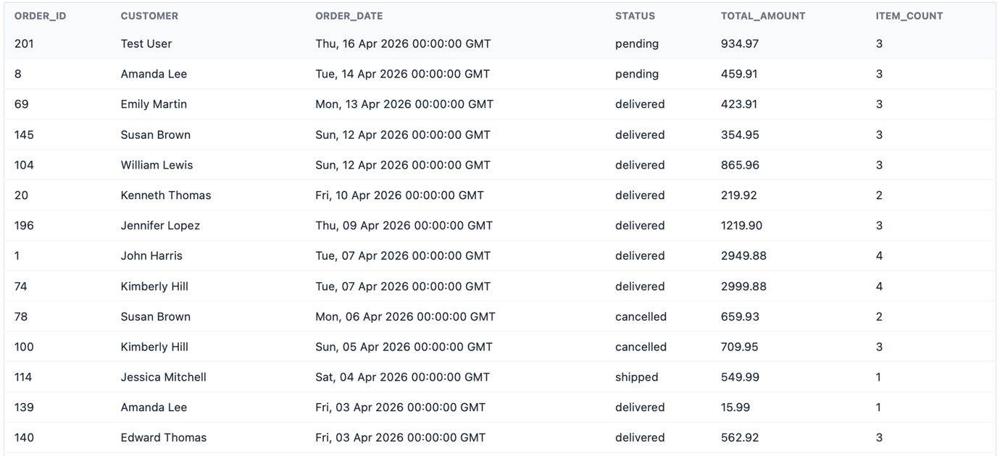 ORDER_ID CUSTOMER ORDER_DATE STATUS TOTAL_AMOUNT ITEM_COUNT
201 Test User Thu, 16 Apr 2026 00:00:00 GMT pending 934.97 3
8 Amanda Lee Tue, 14 Apr 2026 00:00:00 GMT pending 459.91 3
69 Emily Martin Mon, 13 Apr 2026 00:00:00 GMT delivered 423.91 3
145 Susan Brown Sun, 12 Apr 2026 00:00:00 GMT delivered 354.95 3
104 William Lewis Sun, 12 Apr 2026 00:00:00 GMT delivered 865.96 3
20 Kenneth Thomas Fri, 10 Apr 2026 00:00:00 GMT delivered 219.92 2
196 Jennifer Lopez Thu, 09 Apr 2026 00:00:00 GMT delivered 1219.90 3
1 John Harris Tue, 07 Apr 2026 00:00:00 GMT delivered 2949.88 4
74 Kimberly Hill Tue, 07 Apr 2026 00:00:00 GMT delivered 2999.88 4
78 Susan Brown Mon, 06 Apr 2026 00:00:00 GMT cancelled 659.93 2
100 Kimberly Hill Sun, 05 Apr 2026 00:00:00 GMT cancelled 709.95 3
114 Jessica Mitchell Sat, 04 Apr 2026 00:00:00 GMT shipped 549.99 1
139 Amanda Lee Fri, 03 Apr 2026 00:00:00 GMT delivered 15.99 1
140 Edward Thomas Fri, 03 Apr 2026 00:00:00 GMT delivered 562.92 3